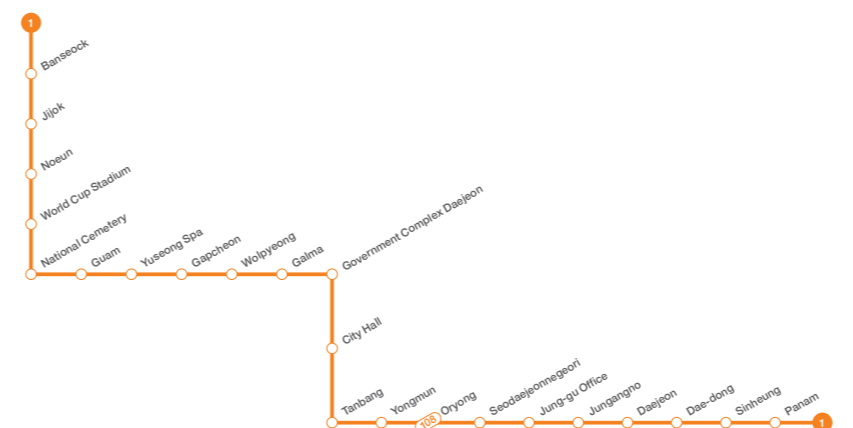 1
Banseock
Jijok
Noeun
World Cup Stadium
National Cemetery
Guam
Yuseong Spa
Gapcheon
Wolpyeong
Galma
Government Complex Daejeon
City Hall
Tanbang
Yongmun
108
Oryong
Seodaejeonnegeori
Jung-gu Office
Jungangno
Daejeon
Dae-dong
Sinheung
Panam
1